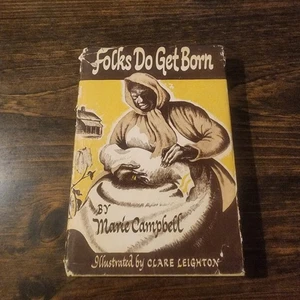 Folks Do Get Born
BY
Marie Campbell
Illustrated by CLARE LEIGHTON